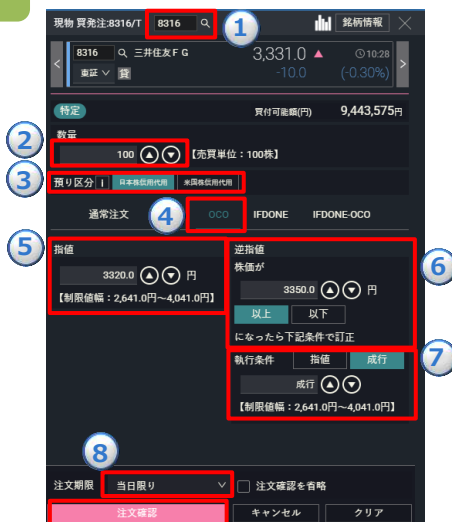 現物 買発注:8316/T 8316 銘柄情報
1
8316 三井住友ＦＧ 3,331.0 ▲ 10:28
東証 貸 -10.0 (-0.30%)
特定 買付可能額(円) 9,443,575円
2
数量
100 【売買単位：100株】
3
預り区分 日本株信用代用 米国株信用代用
通常注文 4 OCO IFDONE IFDONE-OCO
5
指値
3320.0 円
【制限値幅：2,641.0円～4,041.0円】
6
逆指値
株価が
3350.0 円
以上 以下
になったら下記条件で訂正
7
執行条件 指値 成行
成行
【制限値幅：2,641.0円～4,041.0円】
8
注文期限 当日限り 注文確認を省略
注文確認 キャンセル クリア